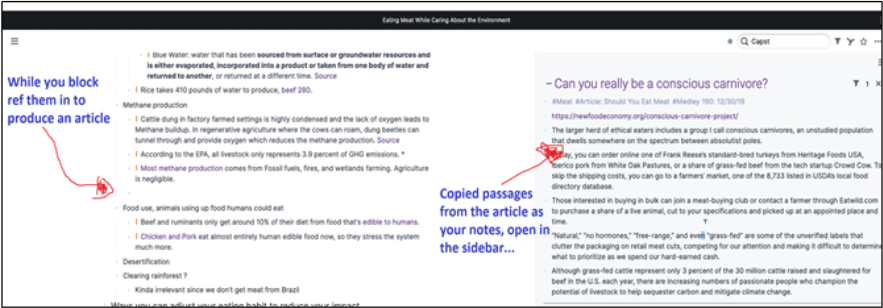 Eating Meat While Caring About the Environment
Capst
Blue Water: water that has been sourced from surface or groundwater resources and
is either evaporated, incorporated into a product or taken from one body of water and
returned to another, or returned at a different time. Source
Rice takes 410 pounds of water to produce, beef 280.
Methane production
Cattle dung in factory farmed settings is highly condensed and the lack of oxygen leads to
Methane buildup. In regenerative agriculture where the cows can roam, dung beetles can
tunnel through and provide oxygen which reduces the methane production. Source
According to the EPA, all livestock only represents 3.9 percent of GHG emissions. *
Most methane production comes from Fossil fuels, fires, and wetlands farming. Agriculture
is negligible.
Food use, animals using up food humans could eat
Beef and ruminants only get around 10% of their diet from food that's edible to humans.
Chicken and Pork eat almost entirely human edible food now, so they stress the system
much more.
Desertification
Clearing rainforest ?
Kinda irrelevant since we don't get meat from Brazil
Ways you can adjust your eating habit to reduce your impact
While you block
ref them in to
produce an article
Can you really be a conscious carnivore?
1
#Meat #Article: Should You Eat Meat #Medley 190: 12/30/19
https://newfoodeconomy.org/conscious-carnivore-project/
The larger herd of ethical eaters includes a group I call conscious carnivores, an unstudied population
that dwells somewhere on the spectrum between absolutist poles.
you can order online one of Frank Reese's standard-bred turkeys from Heritage Foods USA,
Iberico pork from White Oak Pastures, or a share of grass-fed beef from the tech startup Crowd Cow. To
skip the shipping costs, you can go to a farmers' market, one of the 8,733 listed in USDA's local food
directory database.
Those interested in buying in bulk can join a meat-buying club or contact a farmer through Eatwild.com
to purchase a share of a live animal, cut to your specifications and picked up at an appointed place and
time.
"Natural," "no hormones," "free-range," and even "grass-fed" are some of the unverified labels that
clutter the packaging on retail meat cuts, competing for our attention and making it difficult to determine
what to prioritize as we spend our hard-earned cash.
Although grass-fed cattle represent only 3 percent of the 30 million cattle raised and slaughtered for
beef in the U.S. each year, there are increasing numbers of passionate people who champion the
potential of livestock to help sequester carbon and mitigate climate change.
Copied passages
from the article as
your notes, open in
the sidebar...